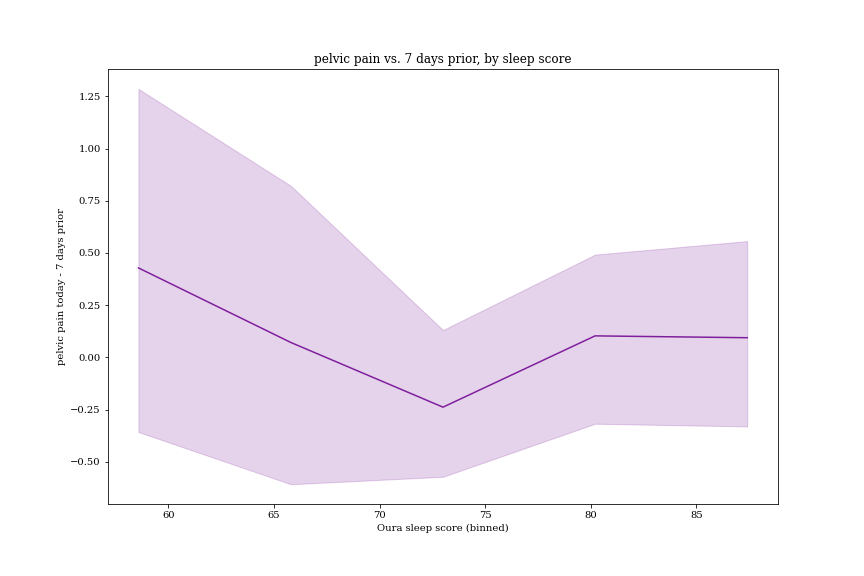 pelvic pain vs. 7 days prior, by sleep score
1.25
1.00
0.75
0.50
0.25
0.00
−0.25
−0.50
pelvic pain today - 7 days prior
60 65 70 75 80 85
Oura sleep score (binned)